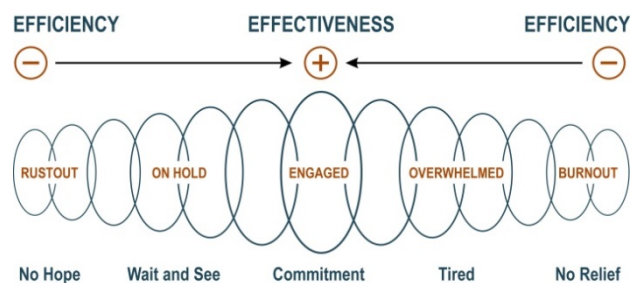 EFFICIENCY EFFECTIVENESS EFFICIENCY
− + −
RUSTOUT ON HOLD ENGAGED OVERWHELMED BURNOUT
No Hope Wait and See Commitment Tired No Relief